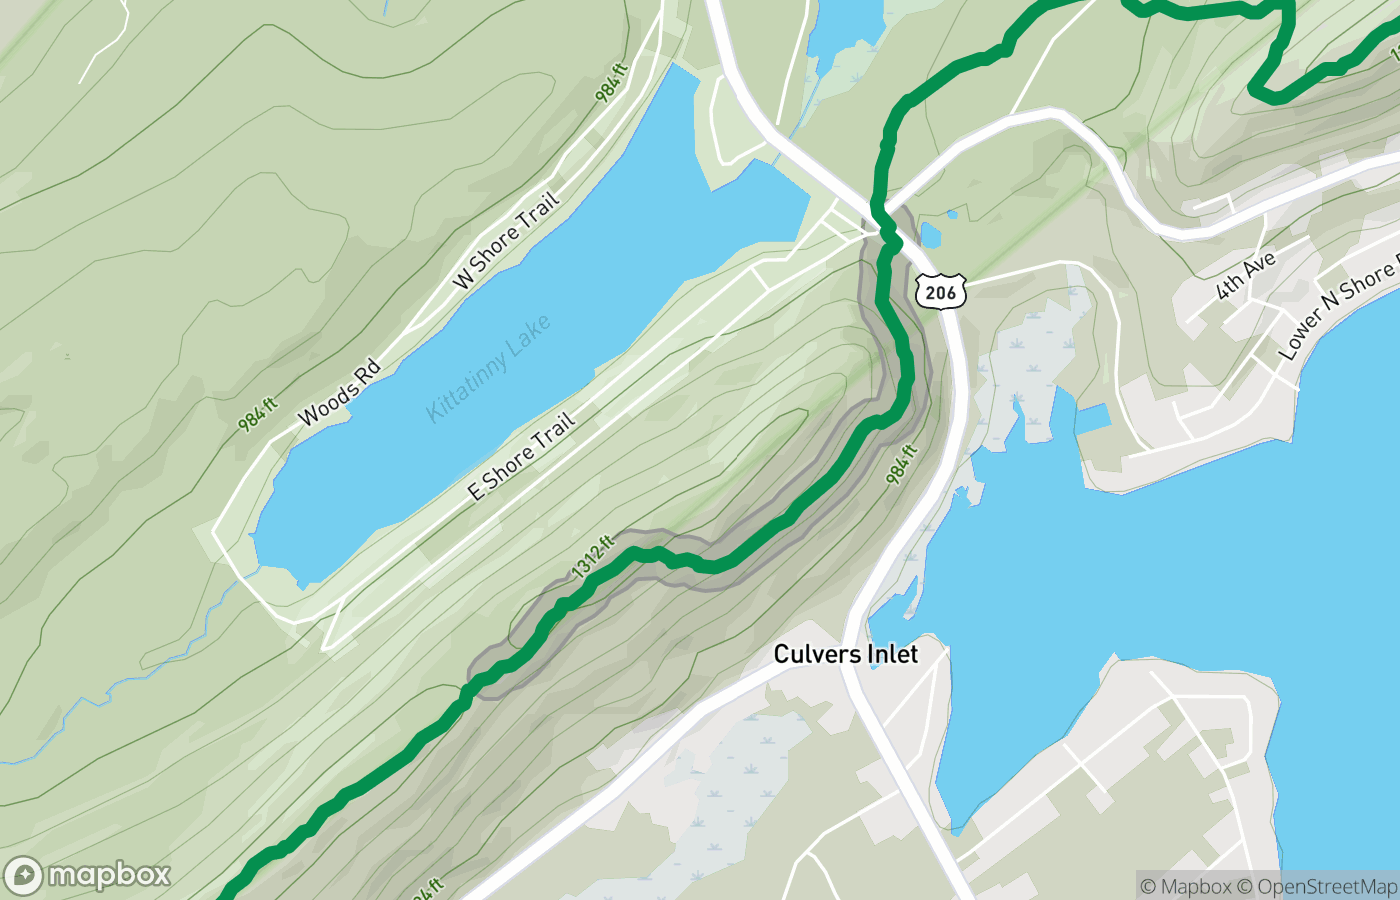 984 ft
W Shore Trail
Kittatinny Lake
Woods Rd
984 ft
E Shore Trail
206
4th Ave
Lower N Shore
984 ft
1312 ft
Culvers Inlet
mapbox
© Mapbox © OpenStreetMap